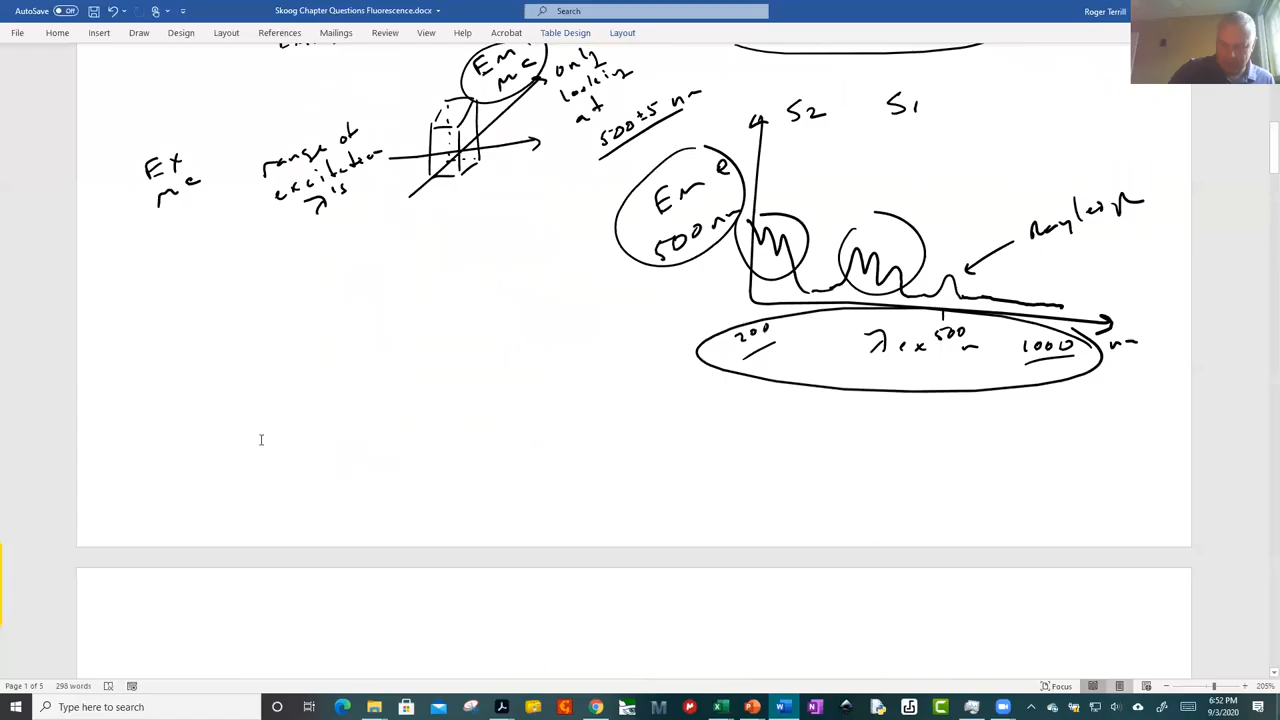 AutoSave Off
Skoog Chapter Questions Fluorescence.docx
Search
Roger Terrill
File Home Insert Draw Design Layout References Mailings Review View Help Acrobat Table Design Layout
Em
mc
only
looking
at
500±5 nm
Ex
mc
range of
excitation
λ's
S2 S1
Em @
500 nm
Rayleigh
200 λex 500 1000 nm
Page 1 of 5 298 words
Focus
205%
Type here to search
6:52 PM
9/3/2020